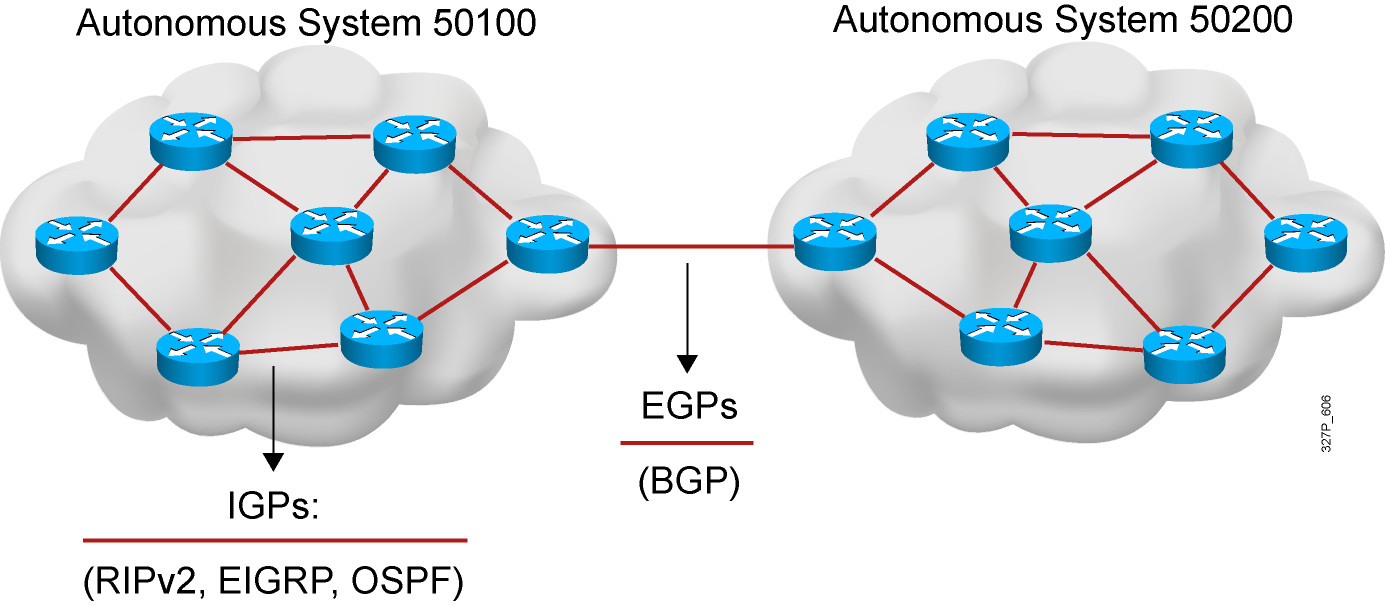 Autonomous System 50100
Autonomous System 50200
EGPs
(BGP)
IGPs:
(RIPv2, EIGRP, OSPF)
327P_606